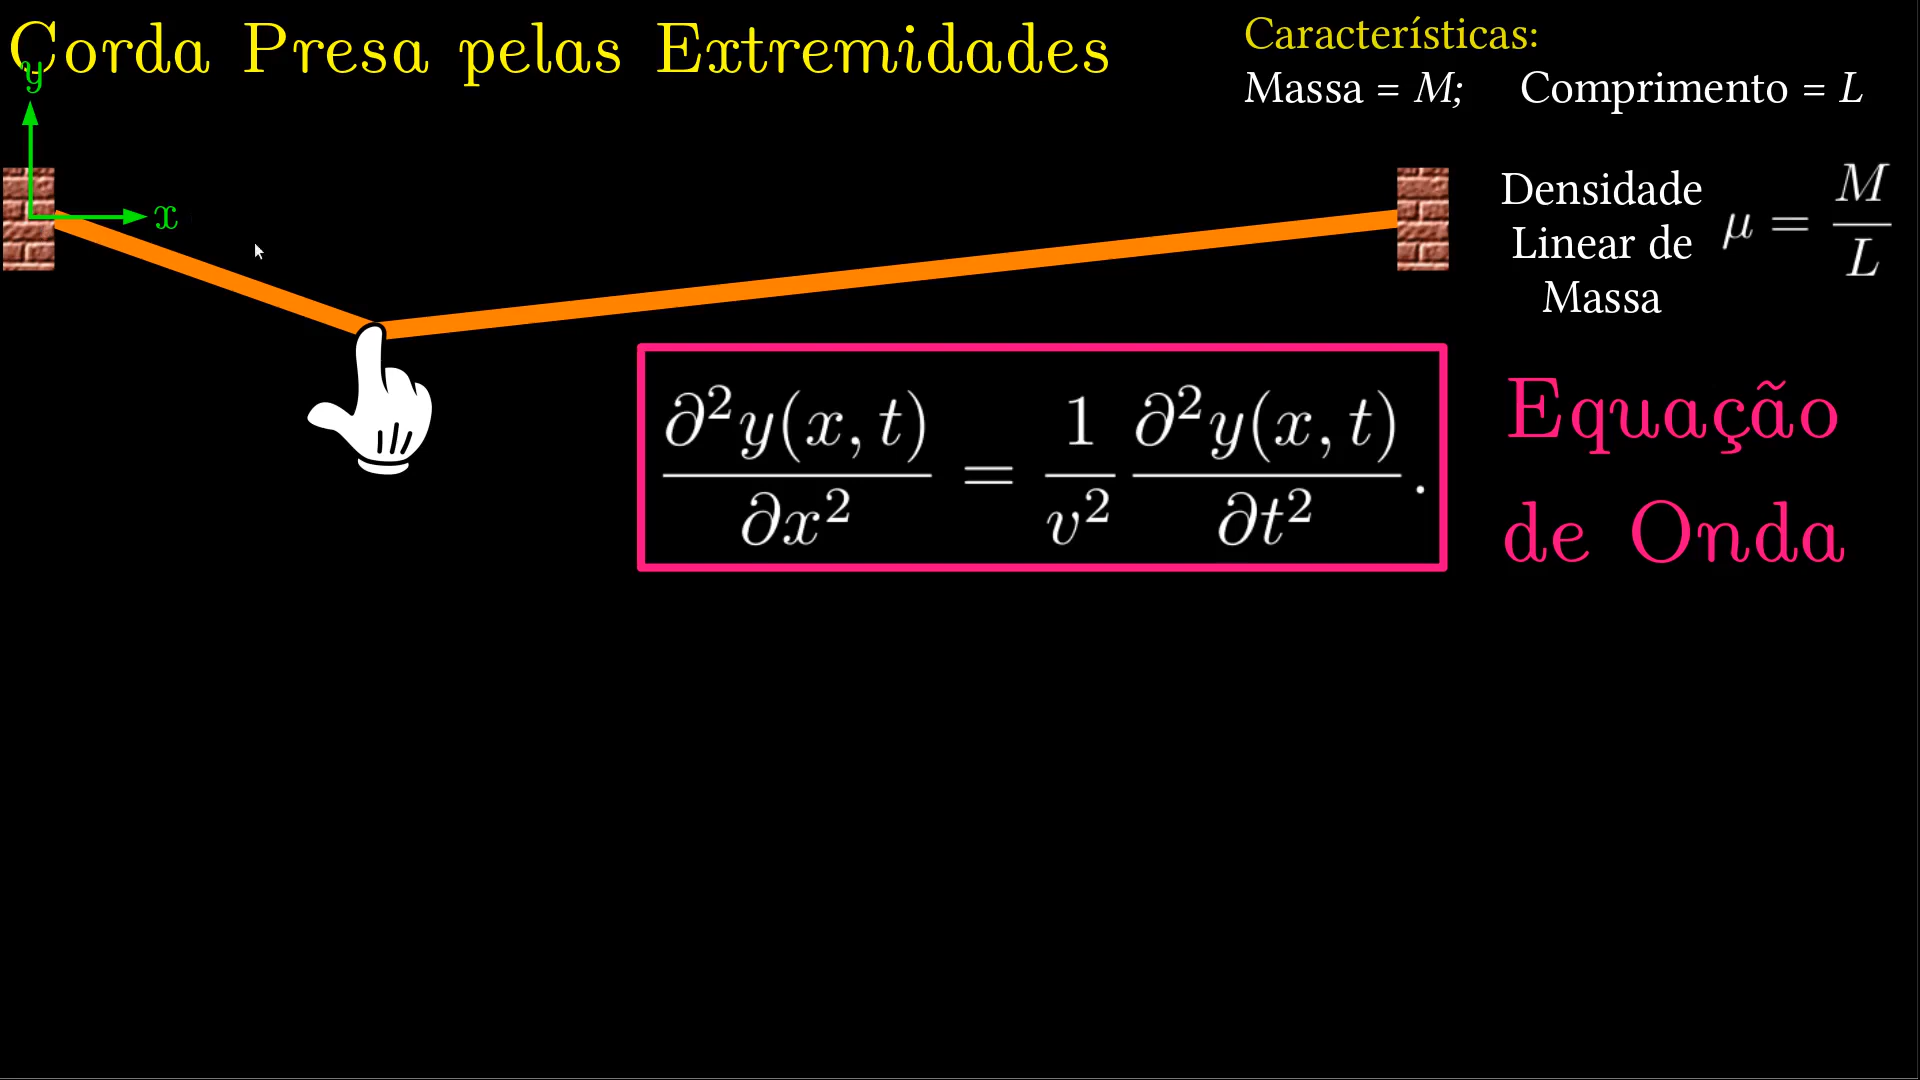 Corda Presa pelas Extremidades
Características:
Massa = M; Comprimento = L
y
x
Densidade
Linear de
Massa
μ = M/L
∂²y(x, t)/∂x² = 1/v² ∂²y(x, t)/∂t².
Equação
de Onda